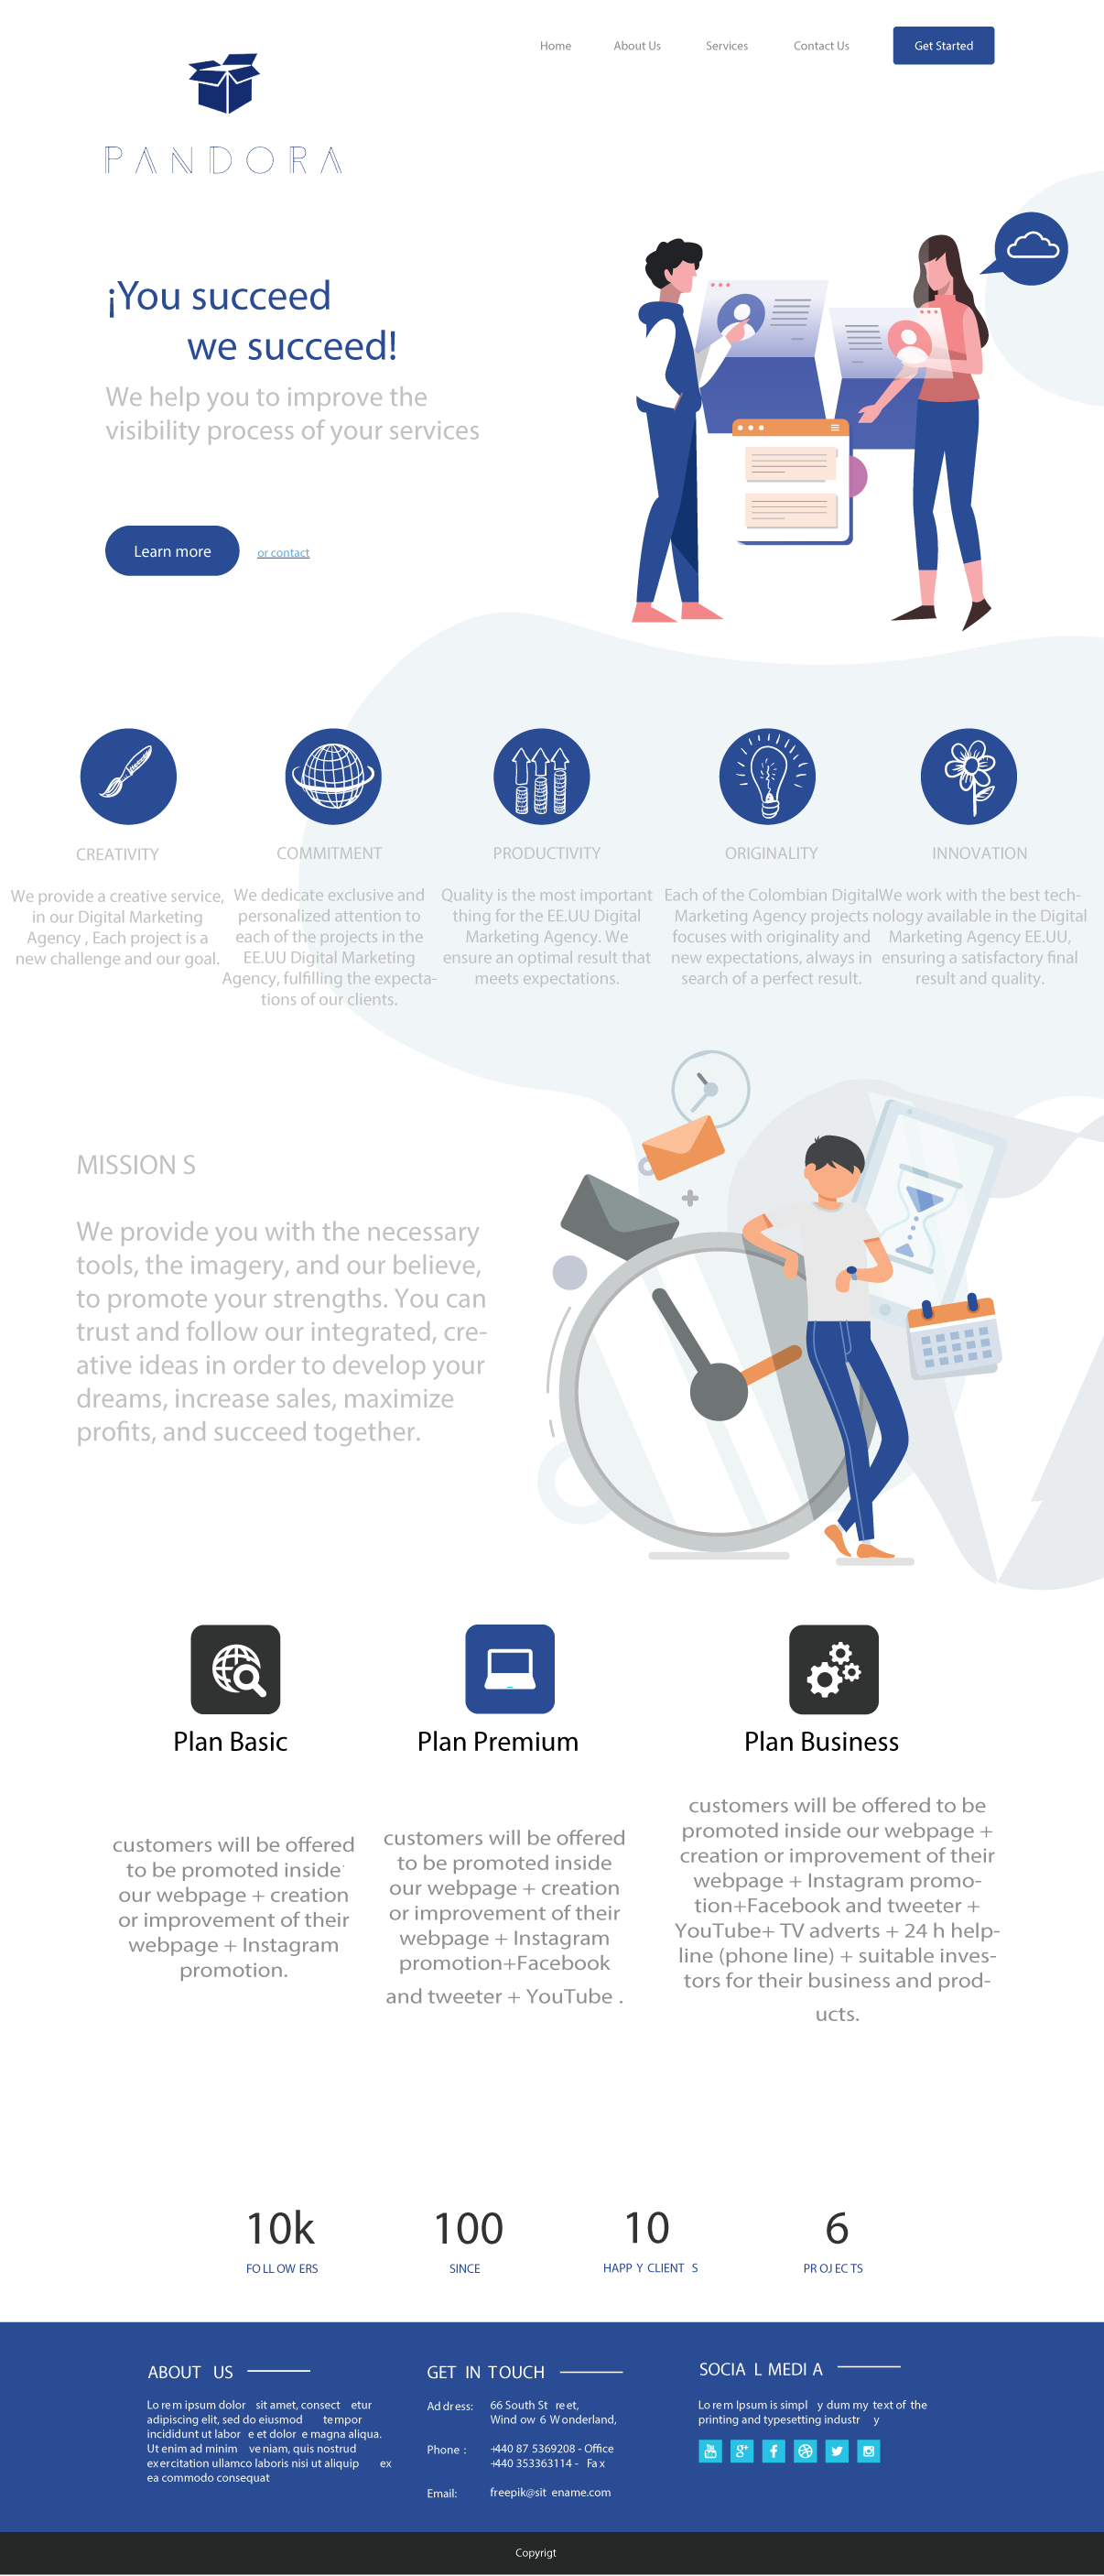 Home About Us Services Contact Us Get Started
PANDORA
¡You succeed
we succeed!
We help you to improve the
visibility process of your services
Learn more or contact
CREATIVITY
We provide a creative service,
in our Digital Marketing
Agency , Each project is a
new challenge and our goal.
COMMITMENT
We dedicate exclusive and
personalized attention to
each of the projects in the
EE.UU Digital Marketing
Agency, fulfilling the expecta-
tions of our clients.
PRODUCTIVITY
Quality is the most important
thing for the EE.UU Digital
Marketing Agency. We
ensure an optimal result that
meets expectations.
ORIGINALITY
Each of the Colombian Digital
Marketing Agency projects
focuses with originality and
new expectations, always in
search of a perfect result.
INNOVATION
We work with the best tech-
nology available in the Digital
Marketing Agency EE.UU,
ensuring a satisfactory final
result and quality.
MISSION S
We provide you with the necessary
tools, the imagery, and our believe,
to promote your strengths. You can
trust and follow our integrated, cre-
ative ideas in order to develop your
dreams, increase sales, maximize
profits, and succeed together.
Plan Basic
customers will be offered
to be promoted inside
our webpage + creation
or improvement of their
webpage + Instagram
promotion.
Plan Premium
customers will be offered
to be promoted inside
our webpage + creation
or improvement of their
webpage + Instagram
promotion+Facebook
and tweeter + YouTube .
Plan Business
customers will be offered to be
promoted inside our webpage +
creation or improvement of their
webpage + Instagram promo-
tion+Facebook and tweeter +
YouTube+ TV adverts + 24 h help-
line (phone line) + suitable inves-
tors for their business and prod-
ucts.
10k
FOLLOWERS
100
SINCE
10
HAPPY CLIENTS
6
PROJECTS
ABOUT US
Lorem ipsum dolor sit amet, consectetur
adipiscing elit, sed do eiusmod tempor
incididunt ut labore et dolore magna aliqua.
Ut enim ad minim veniam, quis nostrud
exercitation ullamco laboris nisi ut aliquip ex
ea commodo consequat
GET IN TOUCH
Address: 66 South Street,
Window 6 Wonderland,
Phone : +440 87 5369208 - Office
+440 353363114 - Fax
Email: freepik@sitename.com
SOCIAL MEDIA
Lorem Ipsum is simply dummy text of the
printing and typesetting industry
Copyrigt